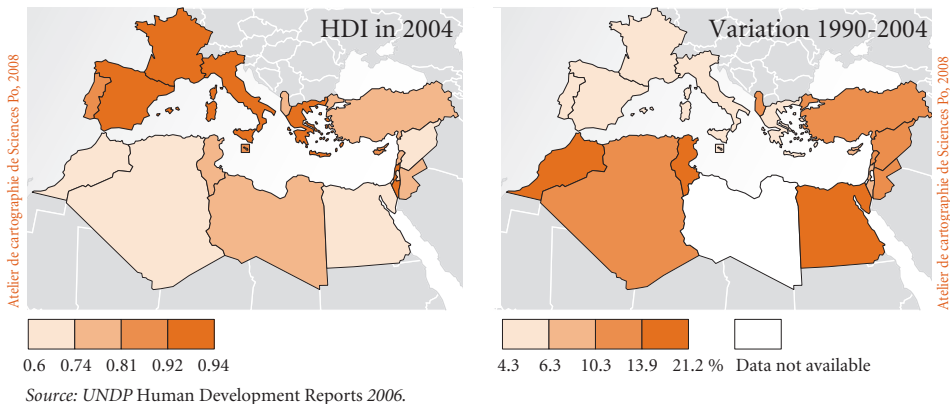 HDI in 2004
Atelier de cartographie de Sciences Po, 2008
0.6 0.74 0.81 0.92 0.94
Variation 1990-2004
Atelier de cartographie de Sciences Po, 2008
4.3 6.3 10.3 13.9 21.2 % Data not available
Source: UNDP Human Development Reports 2006.